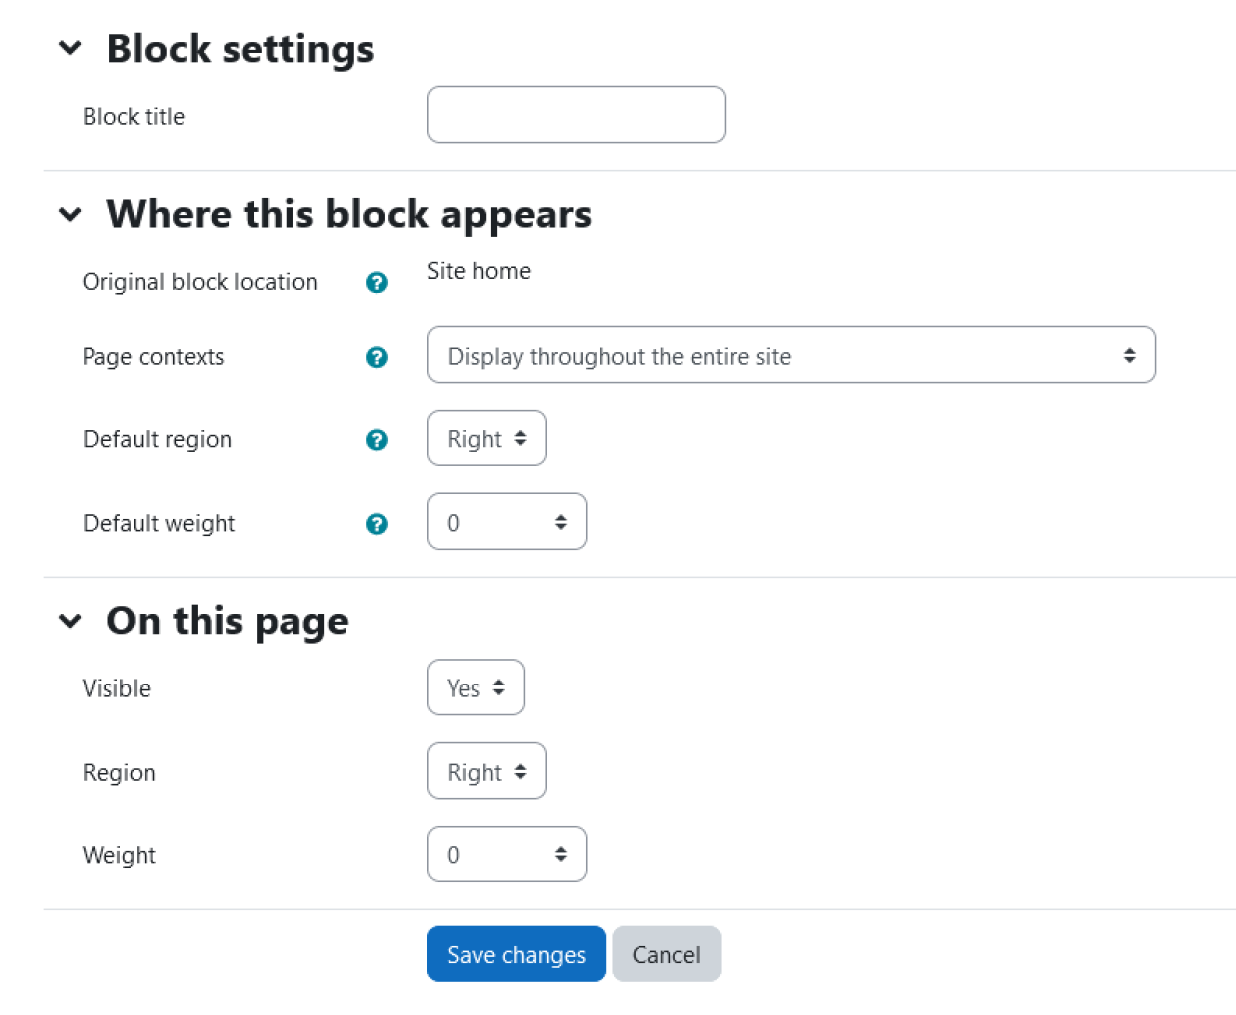 Block settings
Block title
Where this block appears
Original block location ? Site home
Page contexts ? Display throughout the entire site
Default region ? Right
Default weight ? 0
On this page
Visible Yes
Region Right
Weight 0
Save changes Cancel